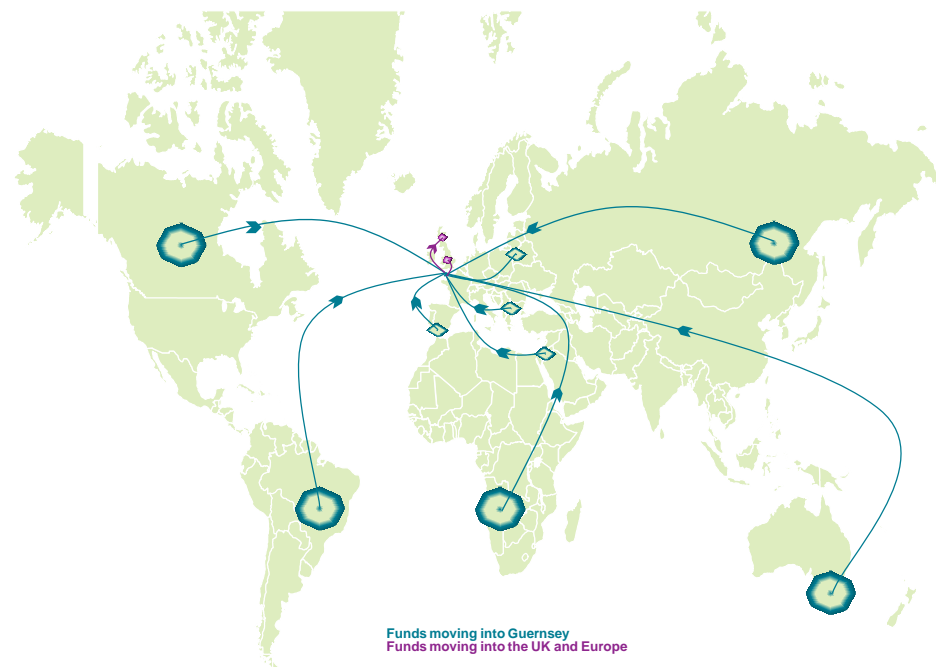 Funds moving into Guernsey
Funds moving into the UK and Europe